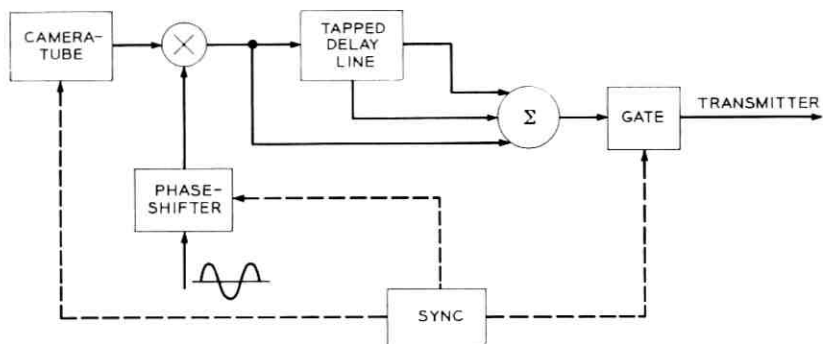 CAMERA-
TUBE
TAPPED
DELAY
LINE
Σ
GATE
TRANSMITTER
PHASE-
SHIFTER
SYNC